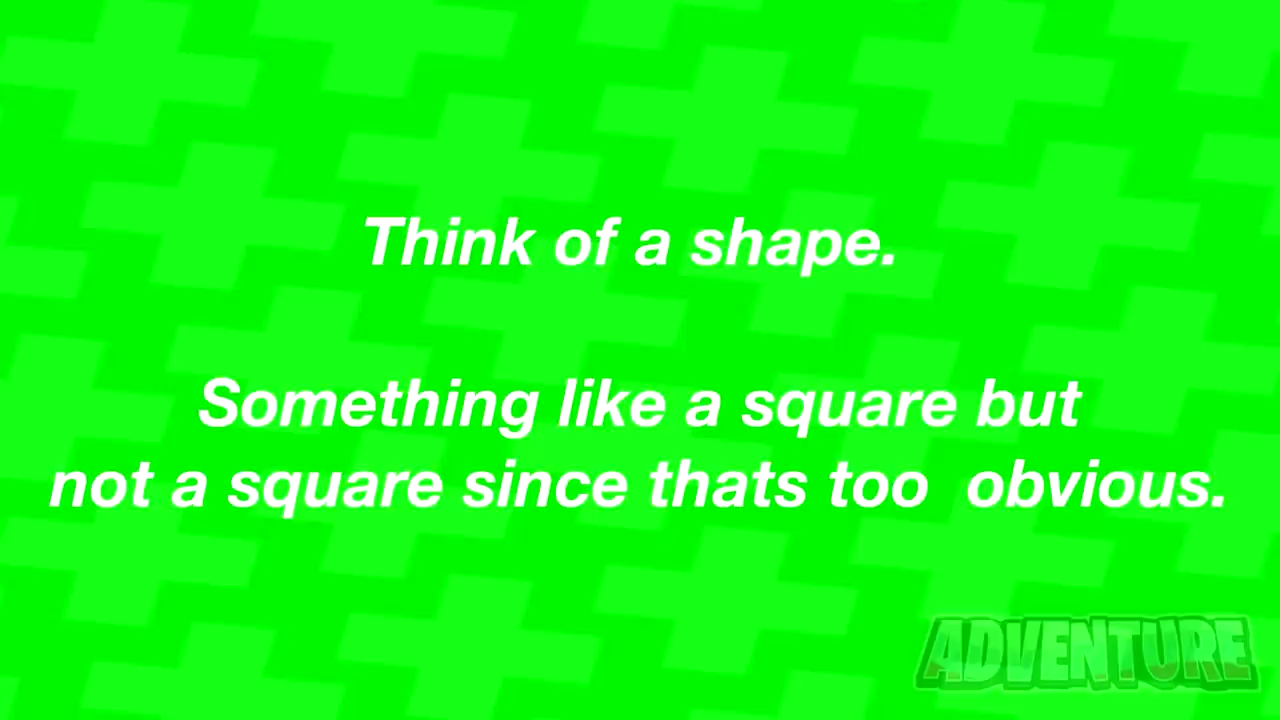 Think of a shape.
Something like a square but
not a square since thats too  obvious.
ADVENTURE